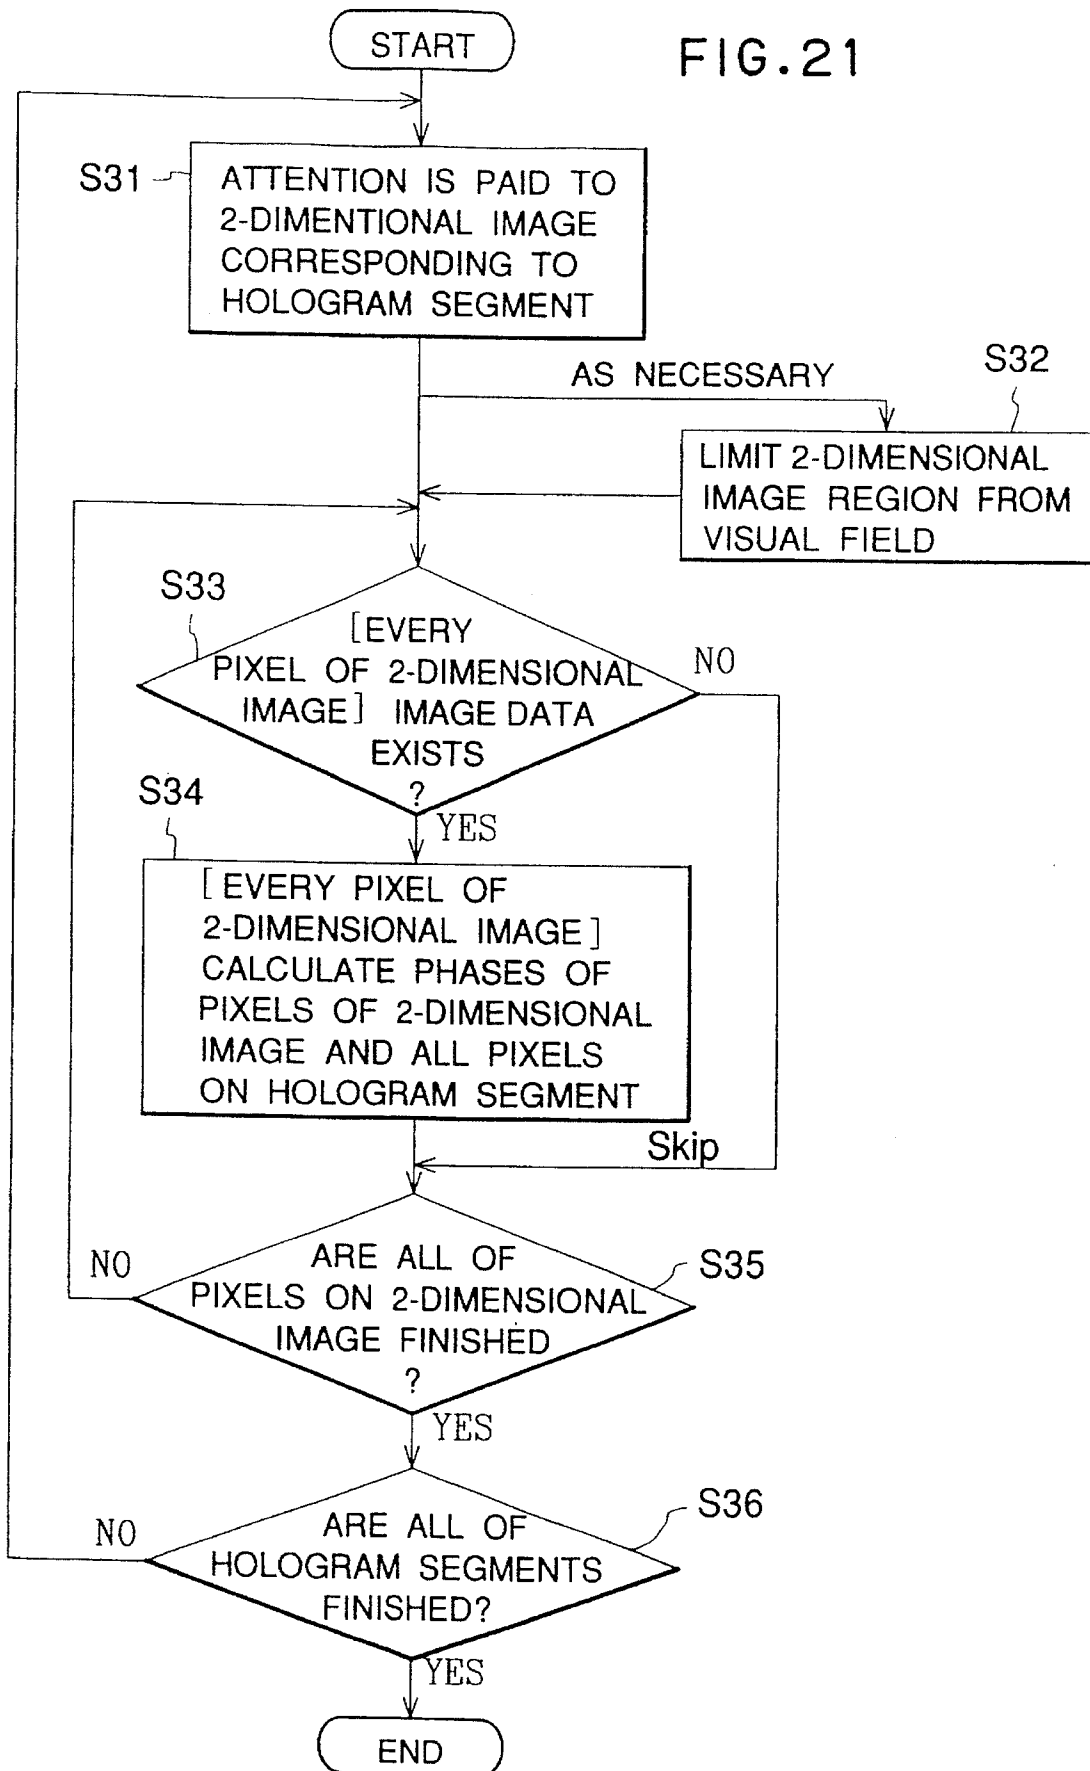 START
FIG.21
S31
ATTENTION IS PAID TO
2-DIMENTIONAL IMAGE
CORRESPONDING TO
HOLOGRAM SEGMENT
AS NECESSARY
S32
LIMIT 2-DIMENSIONAL
IMAGE REGION FROM
VISUAL FIELD
S33
[EVERY
PIXEL OF 2-DIMENSIONAL
IMAGE] IMAGE DATA
EXISTS
?
NO
YES
S34
[EVERY PIXEL OF
2-DIMENSIONAL IMAGE]
CALCULATE PHASES OF
PIXELS OF 2-DIMENSIONAL
IMAGE AND ALL PIXELS
ON HOLOGRAM SEGMENT
Skip
S35
ARE ALL OF
PIXELS ON 2-DIMENSIONAL
IMAGE FINISHED
?
NO
YES
S36
ARE ALL OF
HOLOGRAM SEGMENTS
FINISHED?
NO
YES
END